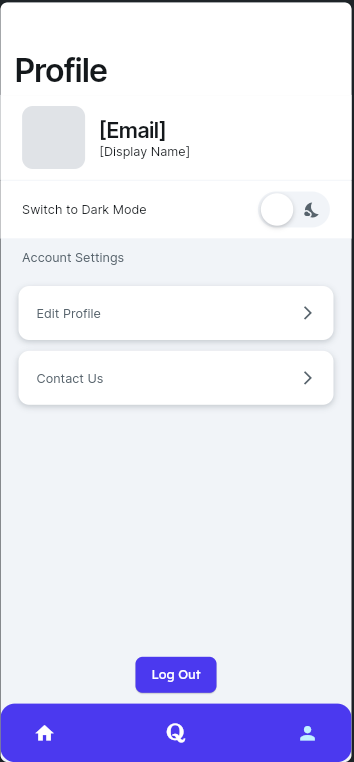 Profile
[Email]
[Display Name]
Switch to Dark Mode
Account Settings
Edit Profile
Contact Us
Log Out
Q